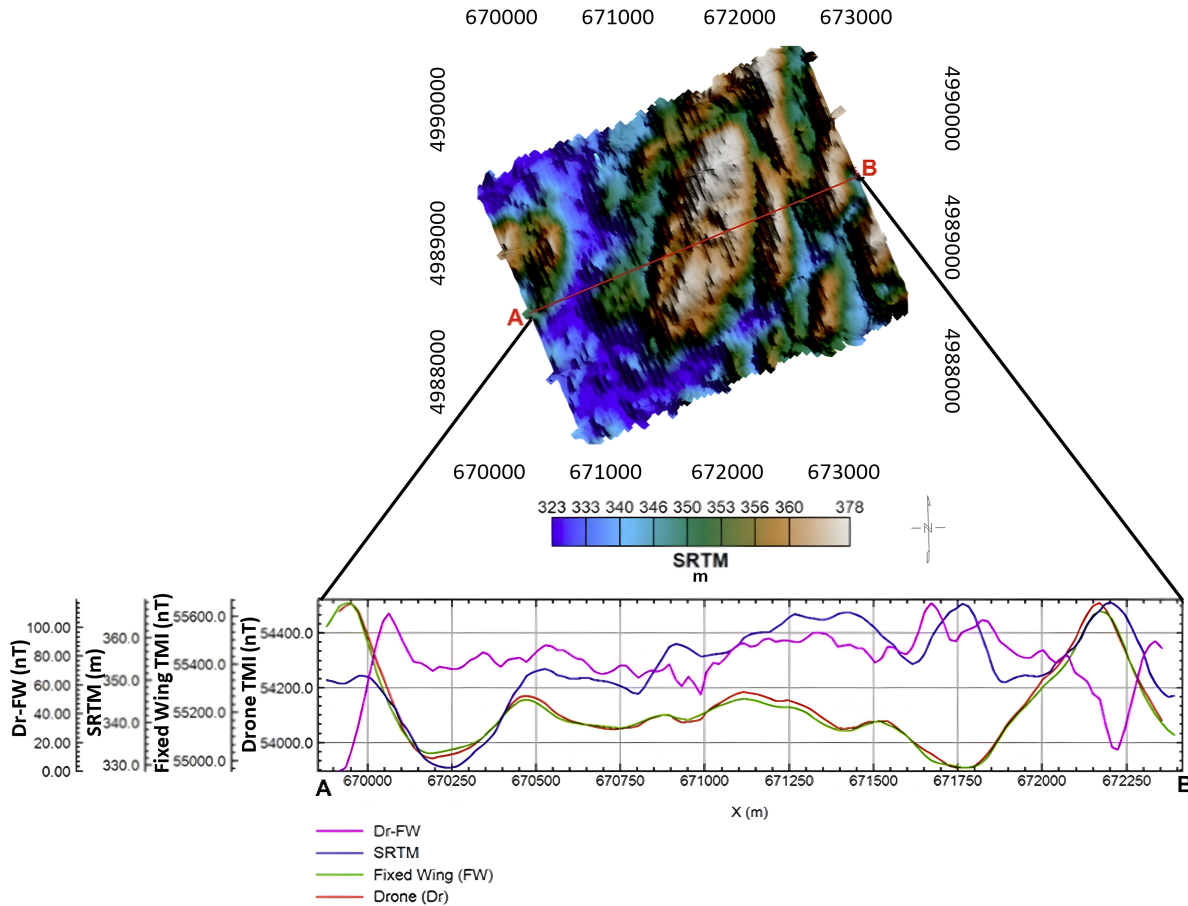 670000 671000 672000 673000
4990000
4990000
4989000
4989000
4988000
4988000
A
B
670000 671000 672000 673000
323 333 340 346 350 353 356 360 378
SRTM
m
N
Dr-FW (nT)
100.00
80.00
60.00
40.00
20.00
0.00
SRTM (m)
360.0
350.0
340.0
330.0
Fixed Wing TMI (nT)
55600.0
55400.0
55200.0
55000.0
Drone TMI (nT)
54400.0
54200.0
54000.0
A
670000 670250 670500 670750 671000 671250 671500 671750 672000 672250
B
X (m)
Dr-FW
SRTM
Fixed Wing (FW)
Drone (Dr)